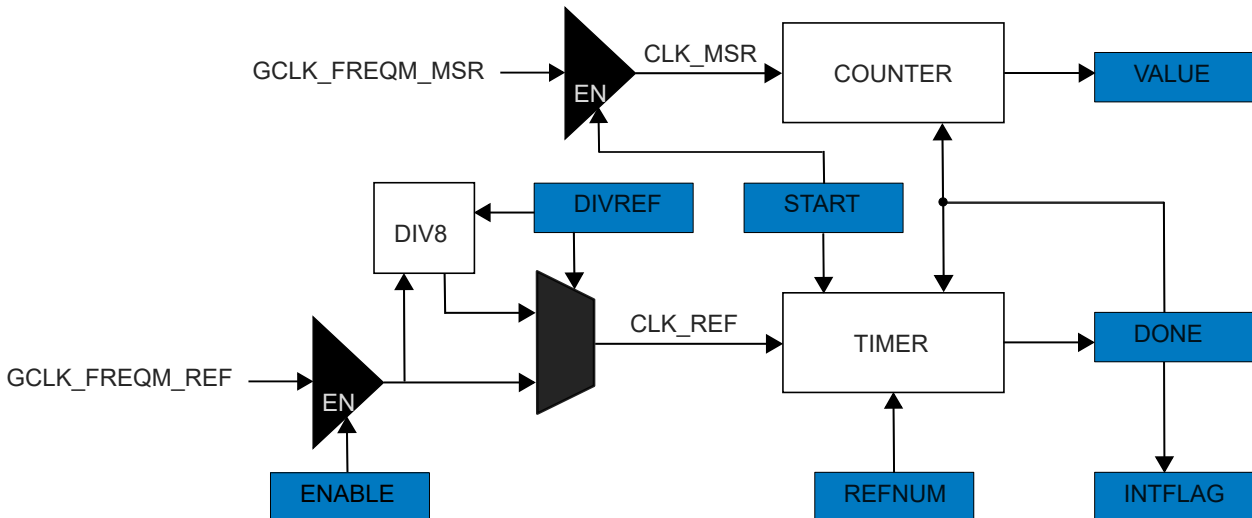 GCLK_FREQM_MSR
CLK_MSR
COUNTER
VALUE
EN
DIVREF
START
DIV8
CLK_REF
TIMER
DONE
GCLK_FREQM_REF
EN
ENABLE
REFNUM
INTFLAG